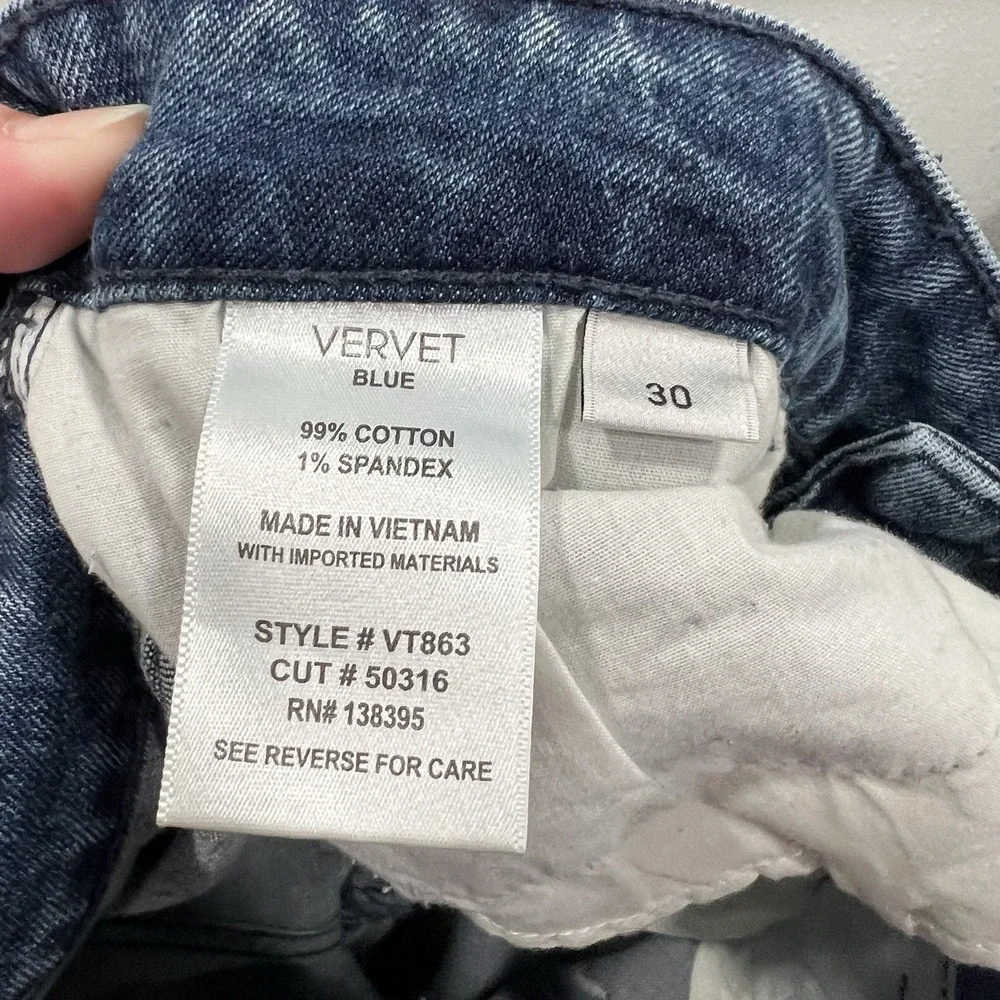 VERVET
BLUE
99% COTTON
1% SPANDEX
MADE IN VIETNAM
WITH IMPORTED MATERIALS
STYLE # VT863
CUT # 50316
RN# 138395
SEE REVERSE FOR CARE
30